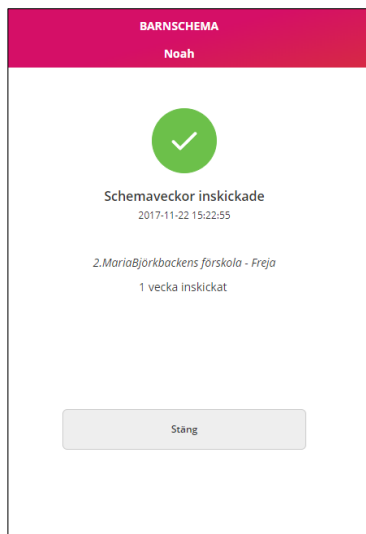 BARNSCHEMA
Noah
Schemaveckor inskickade
2017-11-22 15:22:55
2.MariaBjörkbackens förskola - Freja
1 vecka inskickat
Stäng